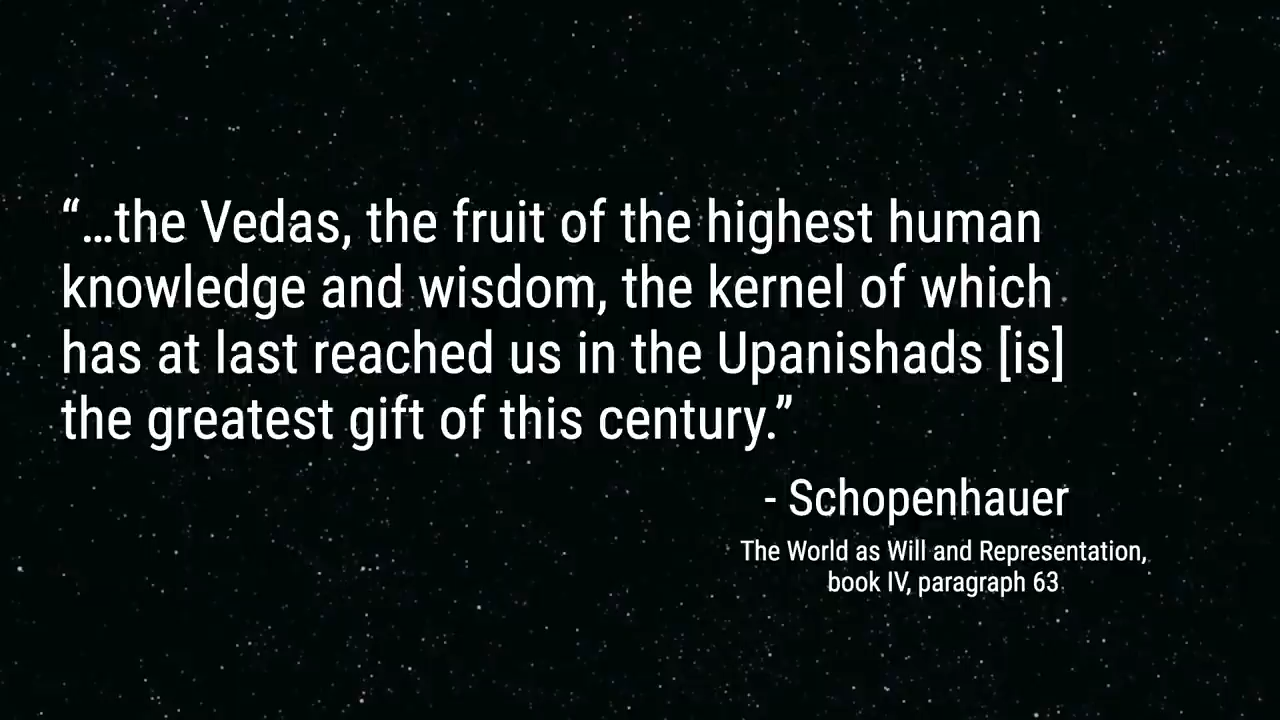 “…the Vedas, the fruit of the highest human
knowledge and wisdom, the kernel of which
has at last reached us in the Upanishads [is]
the greatest gift of this century.”
- Schopenhauer
The World as Will and Representation,
book IV, paragraph 63